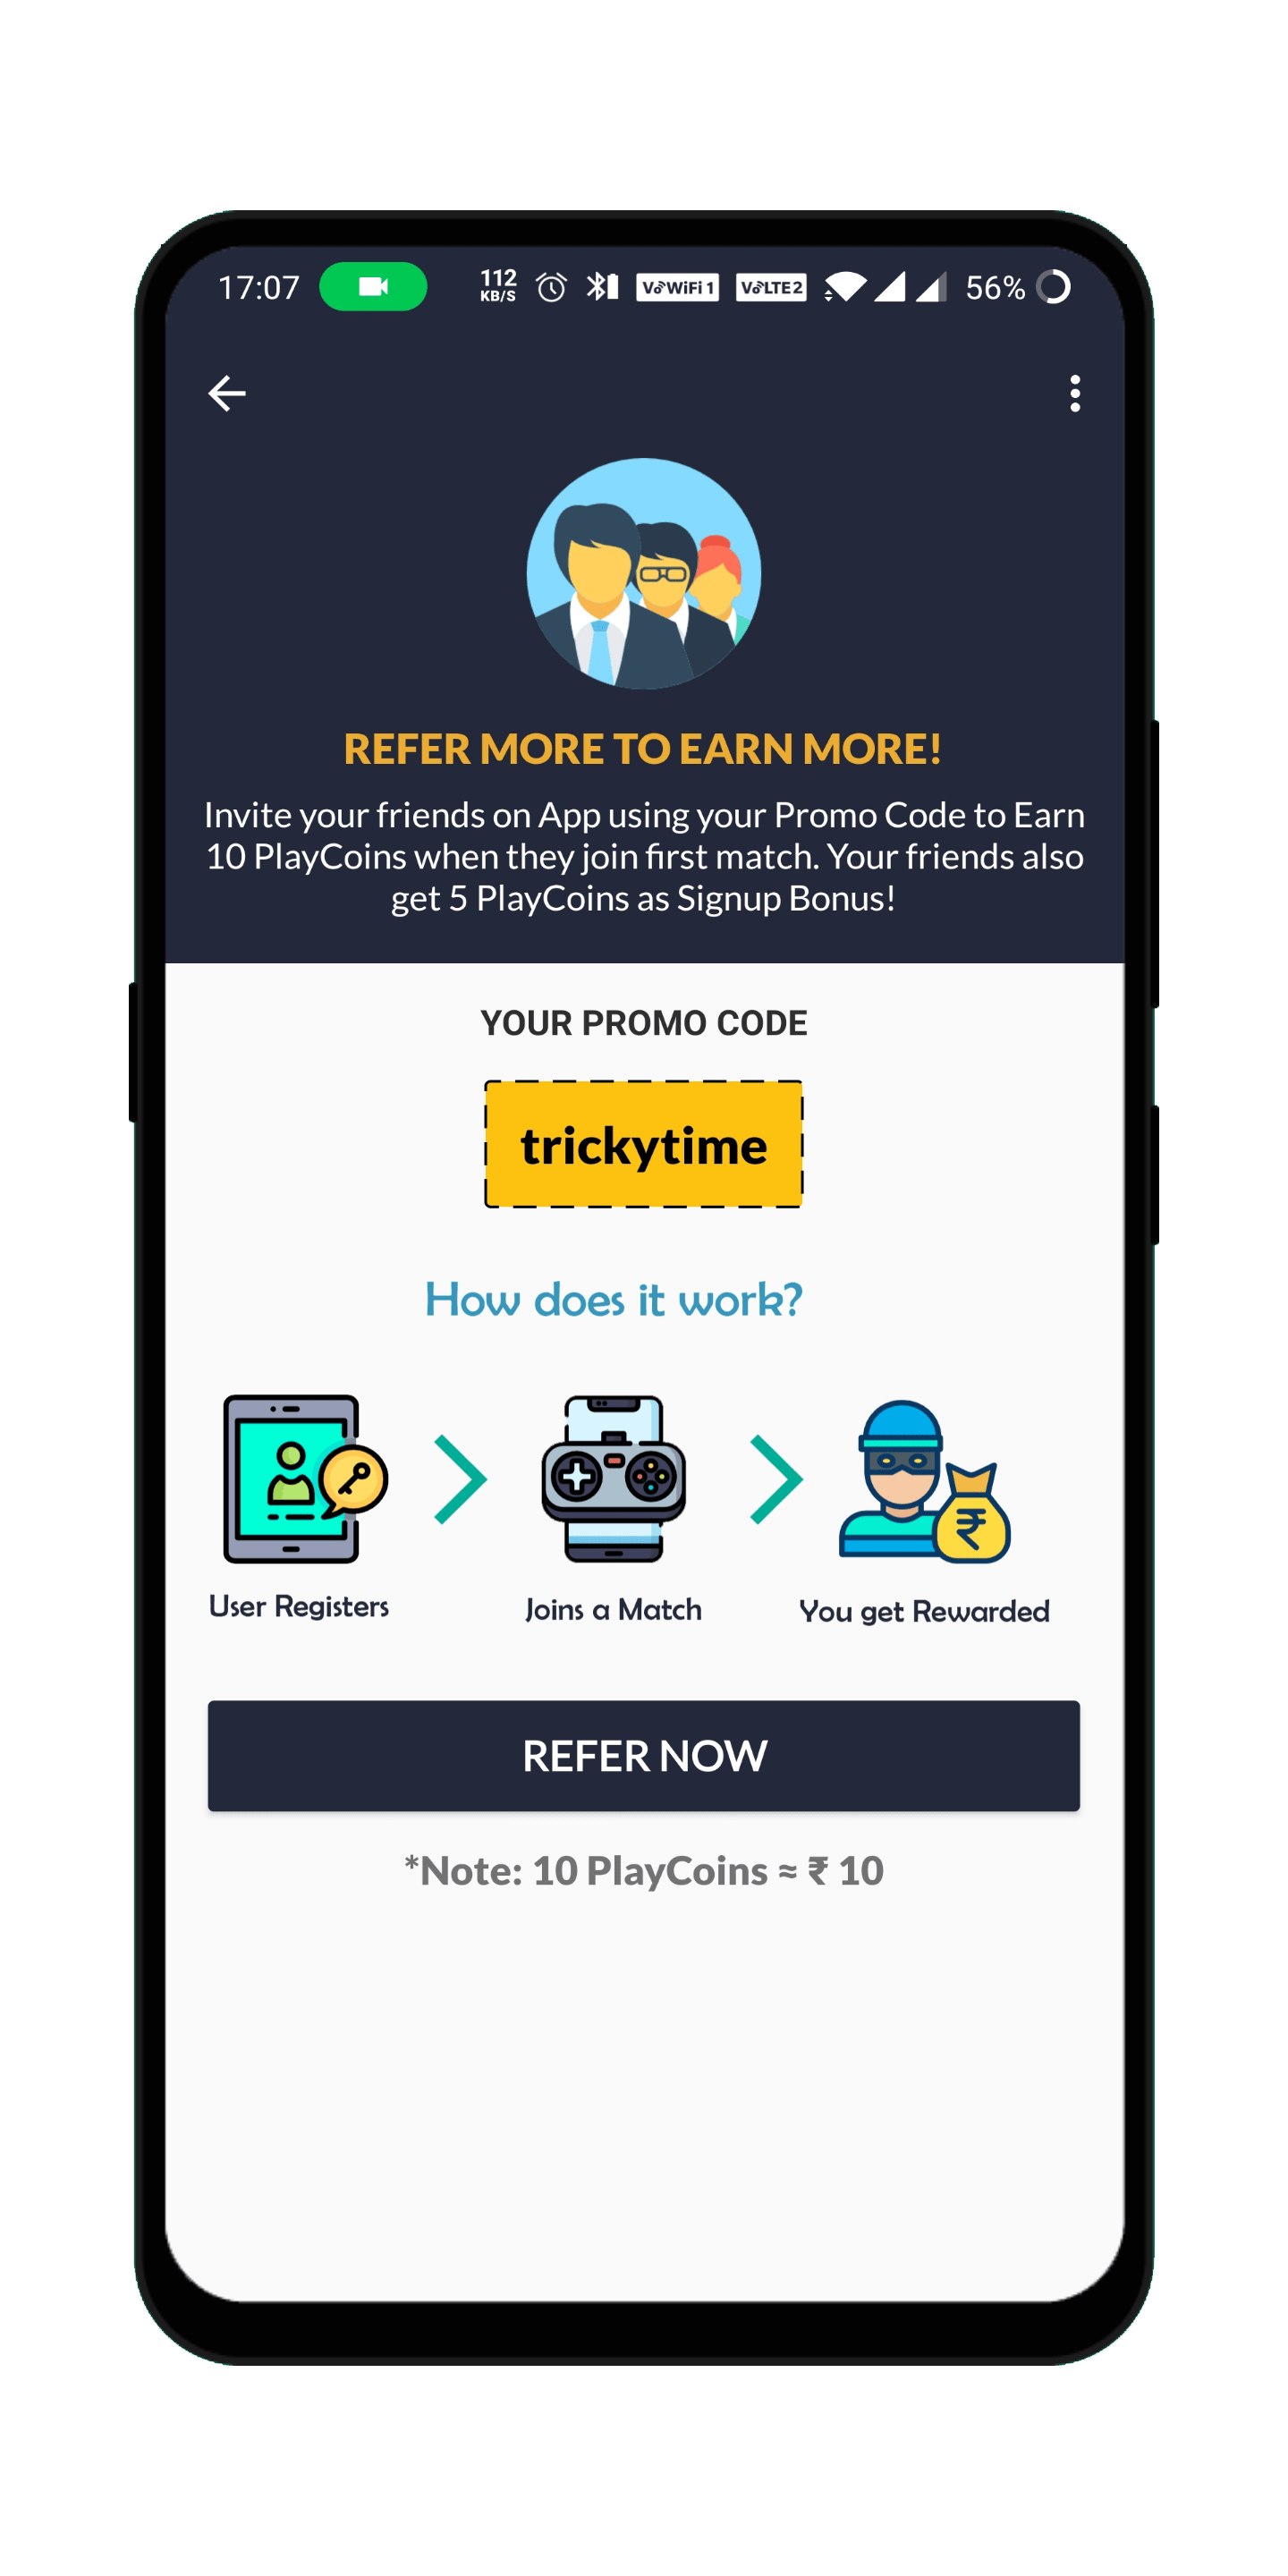 17:07 112 KB/S VoWiFi 1 VoLTE 2 56%
REFER MORE TO EARN MORE!
Invite your friends on App using your Promo Code to Earn
10 PlayCoins when they join first match. Your friends also
get 5 PlayCoins as Signup Bonus!
YOUR PROMO CODE
trickytime
How does it work?
User Registers
Joins a Match
You get Rewarded
REFER NOW
*Note: 10 PlayCoins ≈ ₹ 10